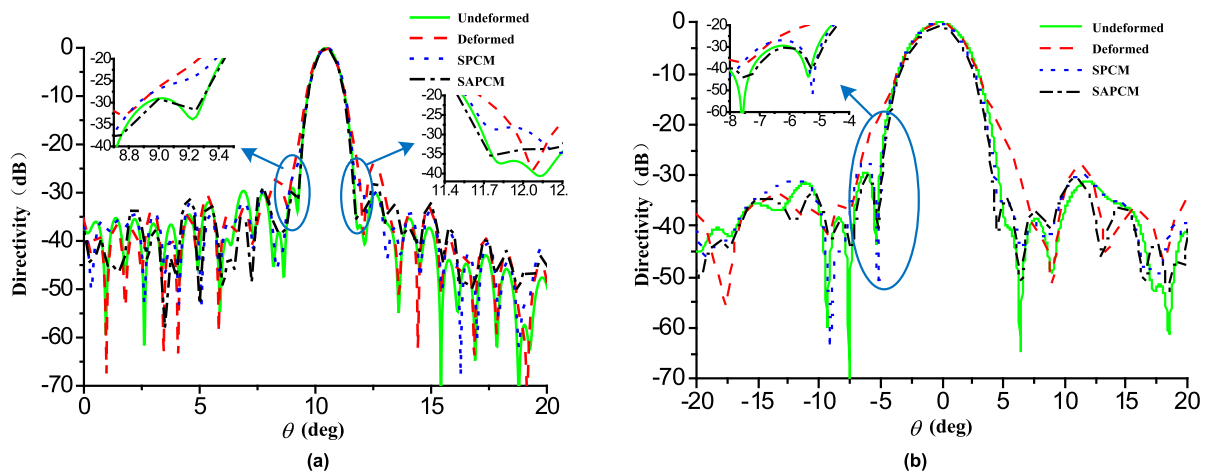 Undeformed
Deformed
SPCM
SAPCM
0
-10
-20
-30
-40
-50
-60
-70
Directivity (dB)
0 5 10 15 20
θ (deg)
-20
-25
-30
-35
-40
8.8 9.0 9.2 9.4
-20
-25
-30
-35
-40
11.4 11.7 12.0 12.
(a)
Undeformed
Deformed
SPCM
SAPCM
0
-10
-20
-30
-40
-50
-60
-70
Directivity (dB)
-20 -15 -10 -5 0 5 10 15 20
θ (deg)
-20
-30
-40
-50
-60
-8 -7 -6 -5 -4
(b)